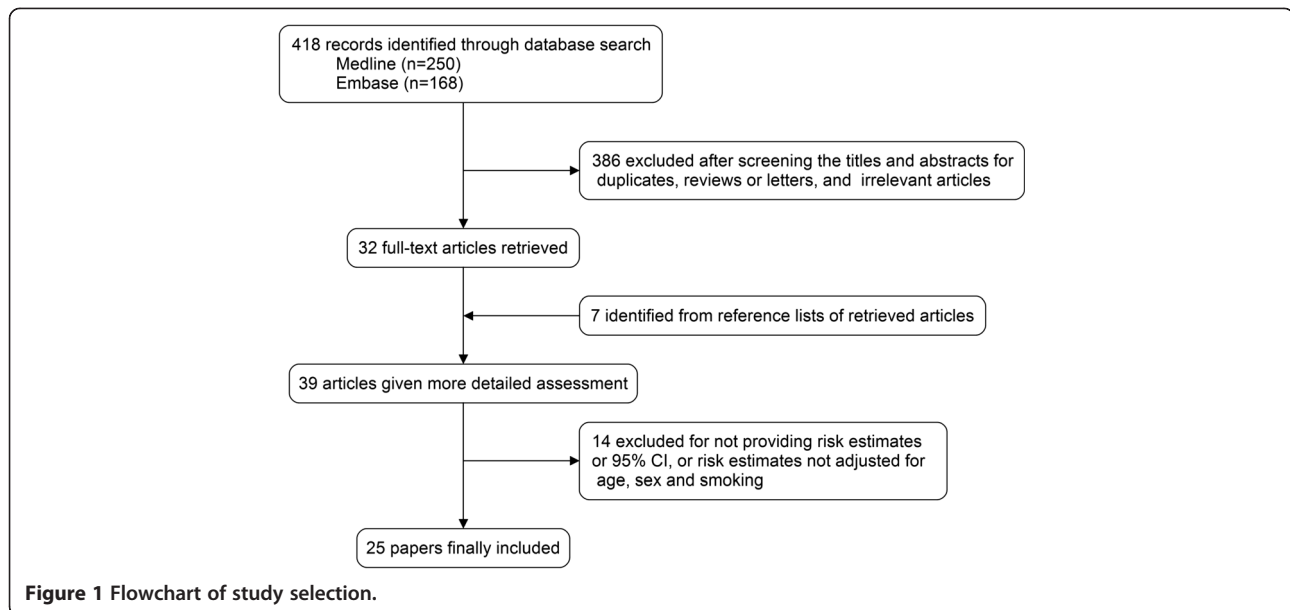 418 records identified through database search
Medline (n=250)
Embase (n=168)
386 excluded after screening the titles and abstracts for
duplicates, reviews or letters, and irrelevant articles
32 full-text articles retrieved
7 identified from reference lists of retrieved articles
39 articles given more detailed assessment
14 excluded for not providing risk estimates
or 95% CI, or risk estimates not adjusted for
age, sex and smoking
25 papers finally included
Figure 1 Flowchart of study selection.